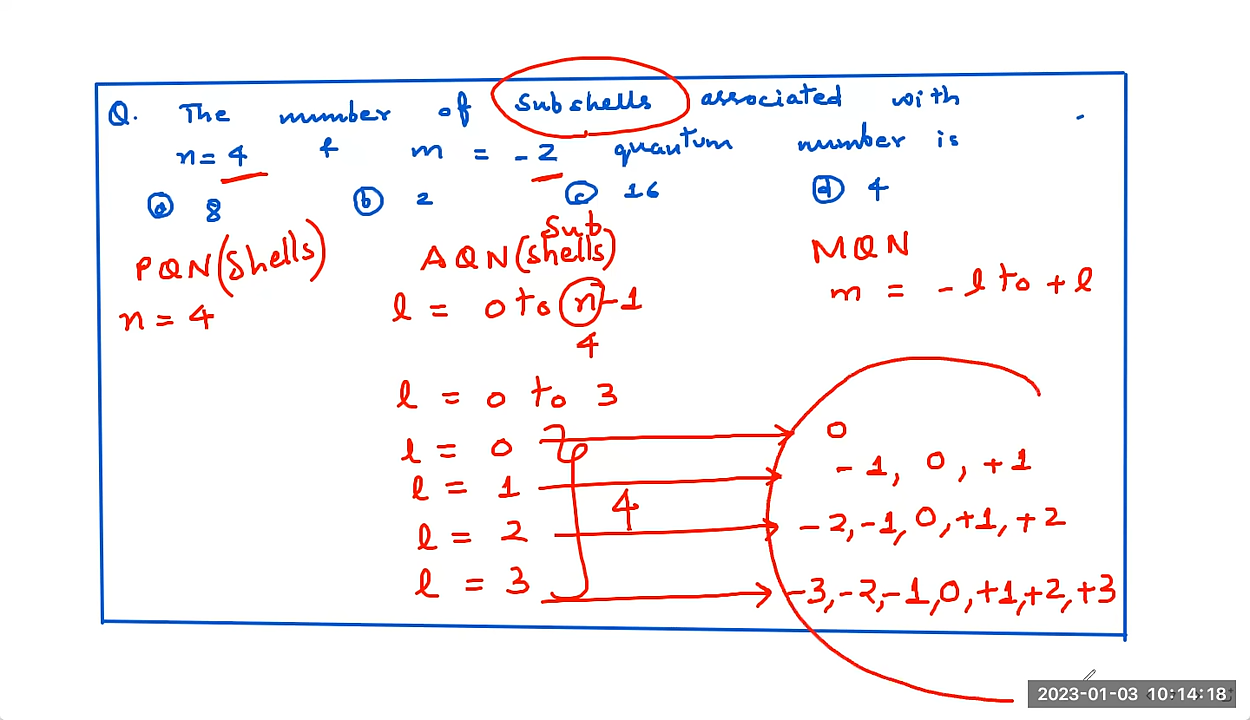 Q. The number of Subshells associated with
n = 4 & m = -2 quantum number is
(a) 8 (b) 2 (c) 16 (d) 4
PQN (Shells) AQN (Sub shells) MQN
n = 4 l = 0 to n-1 m = -l to +l
4
l = 0 to 3
l = 0 0
l = 1 -1, 0, +1
4
l = 2 -2, -1, 0, +1, +2
l = 3 -3, -2, -1, 0, +1, +2, +3
2023-01-03 10:14:18